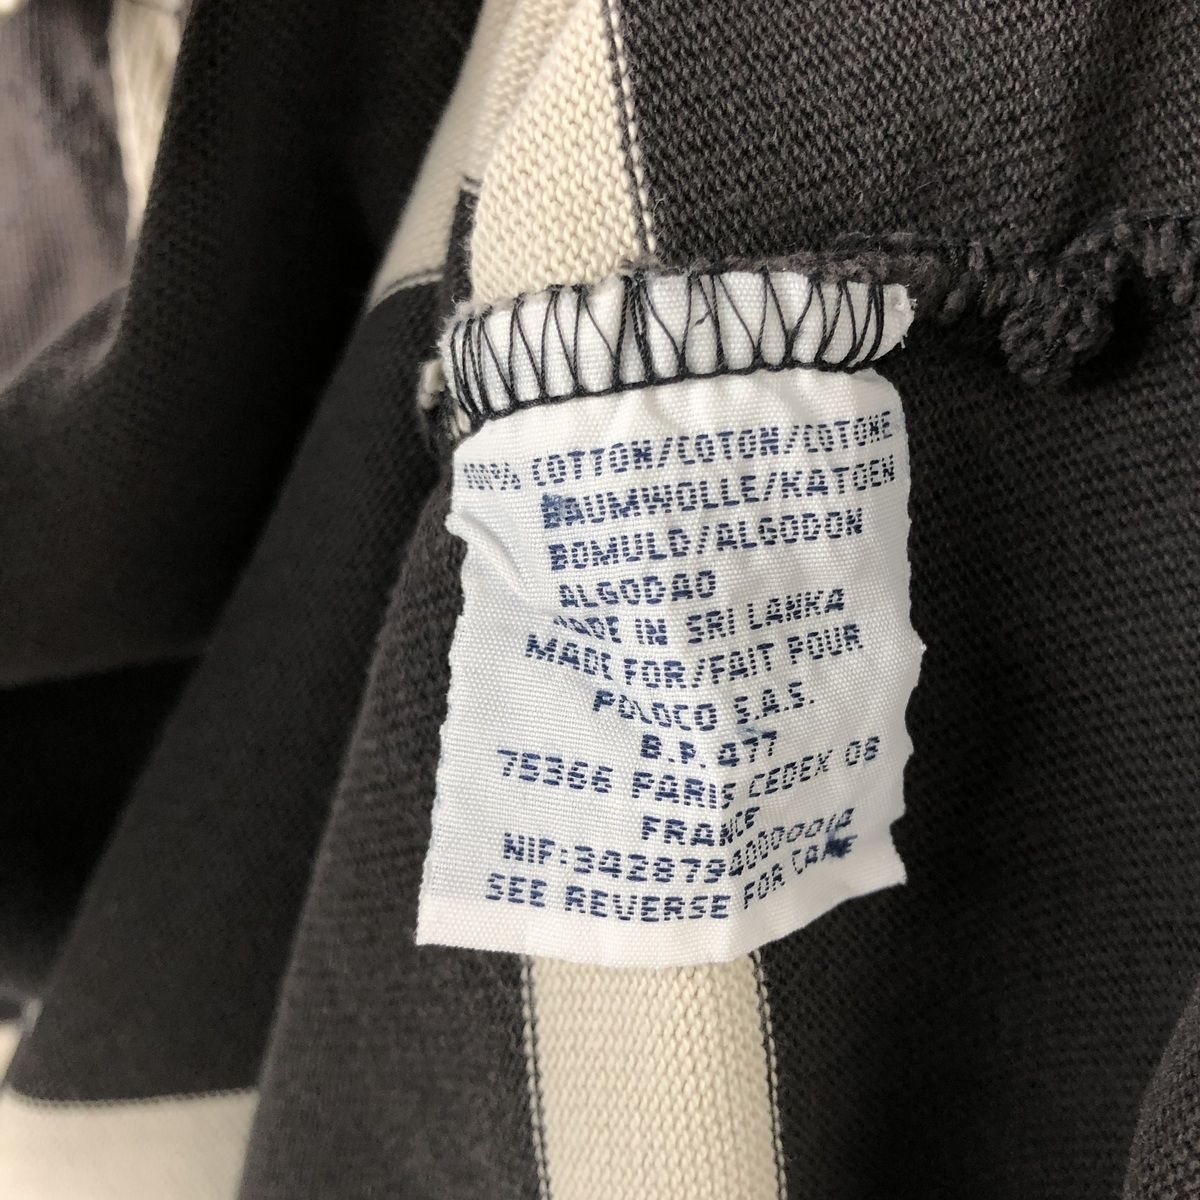 100% COTTON/COTON/COTONE
BAUMWOLLE/KATOEN
BOMULD/ALGODON
ALGODAO
MADE IN SRI LANKA
MADE FOR/FAIT POUR
POLOCO S.A.S.
B.P. 477
75366 PARIS CEDEX 08
FRANCE
NIF:34287940000014
SEE REVERSE FOR CARE